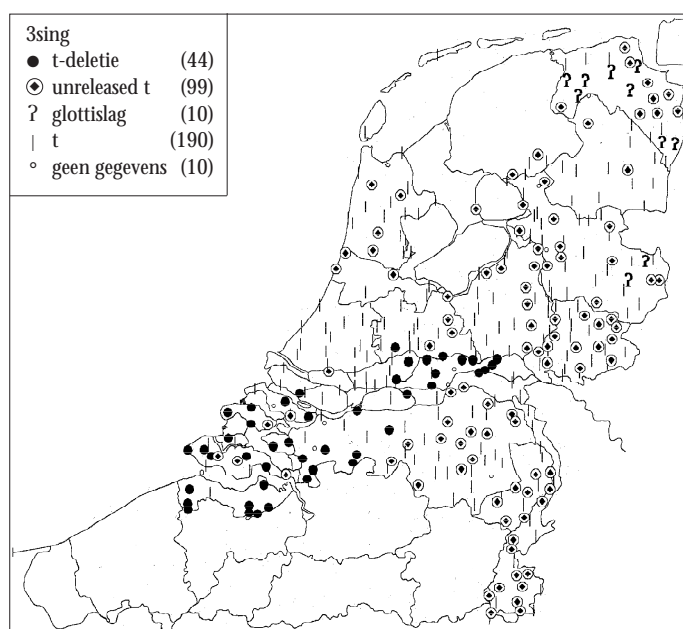 3sing
● t-deletie (44)
unreleased t (99)
ʔ glottislag (10)
| t (190)
○ geen gegevens (10)